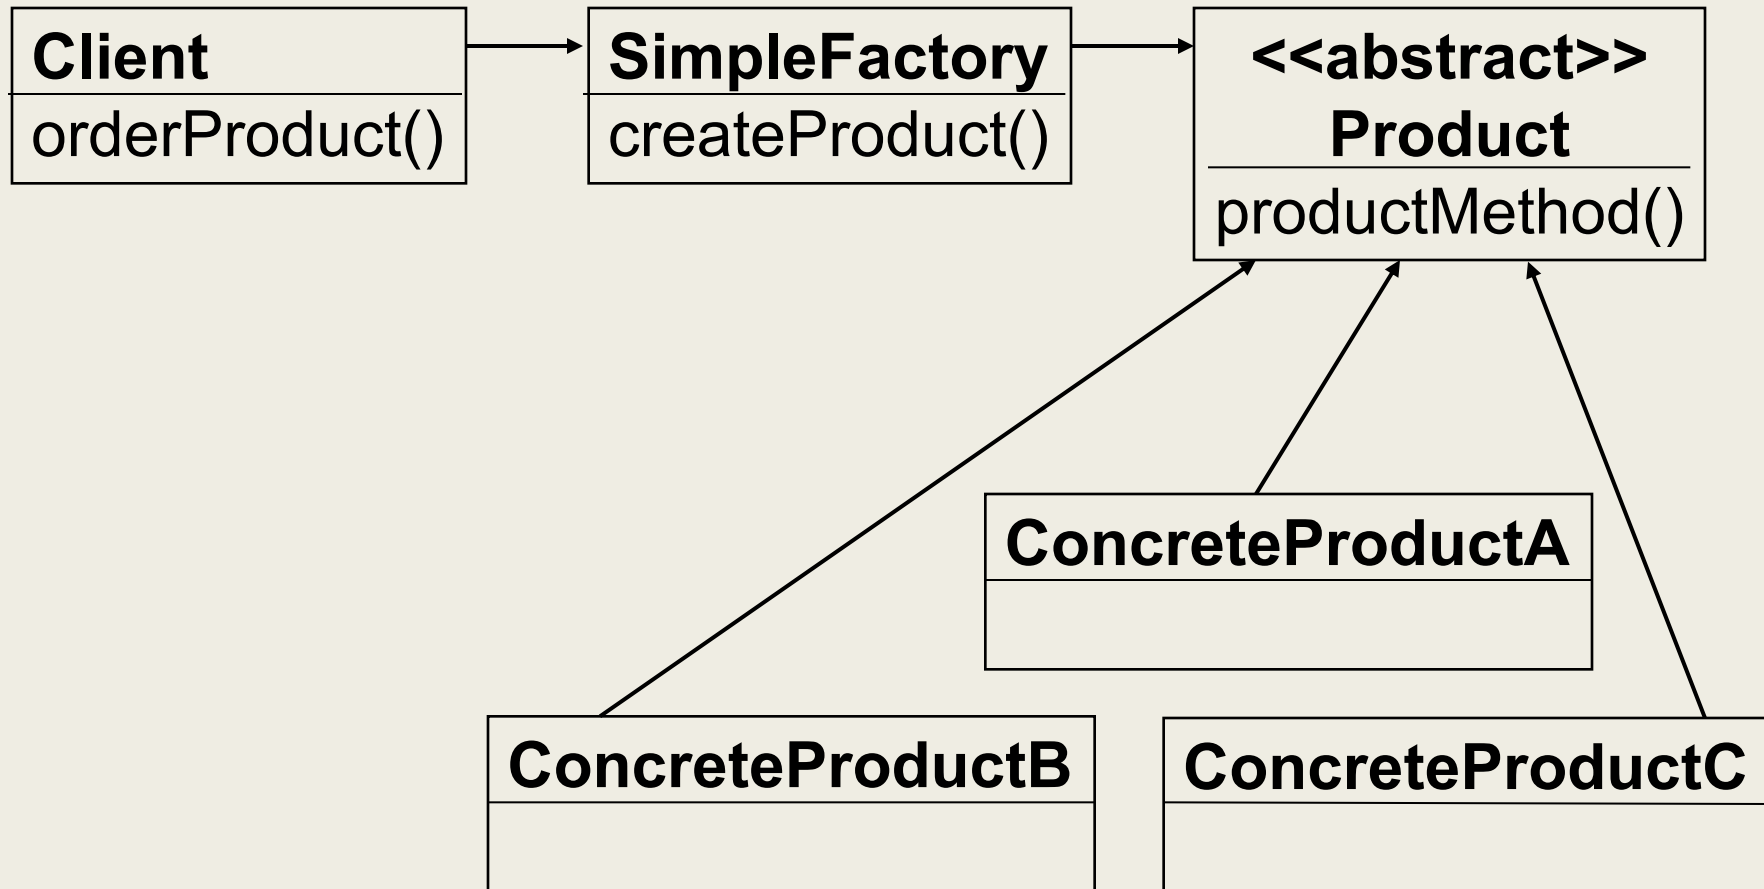 Client
orderProduct()
SimpleFactory
createProduct()
<<abstract>>
Product
productMethod()
ConcreteProductA
ConcreteProductB
ConcreteProductC